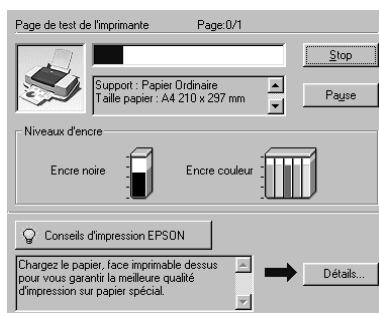 Page de test de l'imprimante Page:0/1
Stop
Support : Papier Ordinaire
Taille papier : A4 210 x 297 mm
Pause
Niveaux d'encre
Encre noire
Encre couleur
Conseils d'impression EPSON
Chargez le papier, face imprimable dessus
pour vous garantir la meilleure qualité
d'impression sur papier spécial.
Détails...